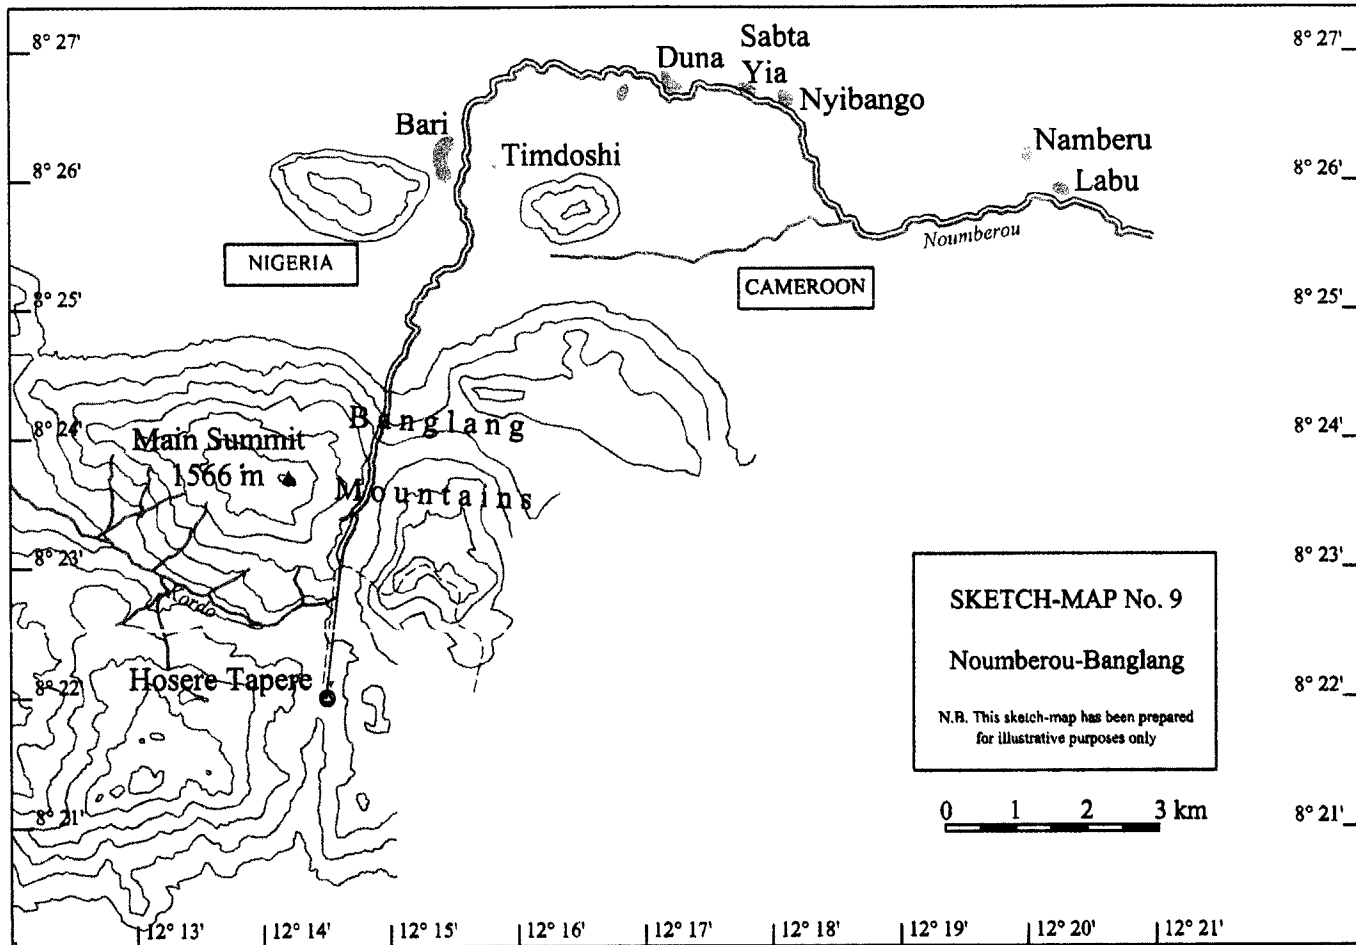 8° 27'
8° 27'
Sabta
Duna
Yia
Nyibango
Bari
Timdoshi
Namberu
8° 26'
8° 26'
Labu
Noumberou
NIGERIA
CAMEROON
8° 25'
8° 25'
Banglang
8° 24'
8° 24'
Main Summit
1566 m
Mountains
8° 23'
8° 23'
SKETCH-MAP No. 9
Kordo
Noumberou-Banglang
Hosere Tapere
8° 22'
8° 22'
N.B. This sketch-map has been prepared
for illustrative purposes only
0 1 2 3 km
8° 21'
8° 21'
12° 13' 12° 14' 12° 15' 12° 16' 12° 17' 12° 18' 12° 19' 12° 20' 12° 21'